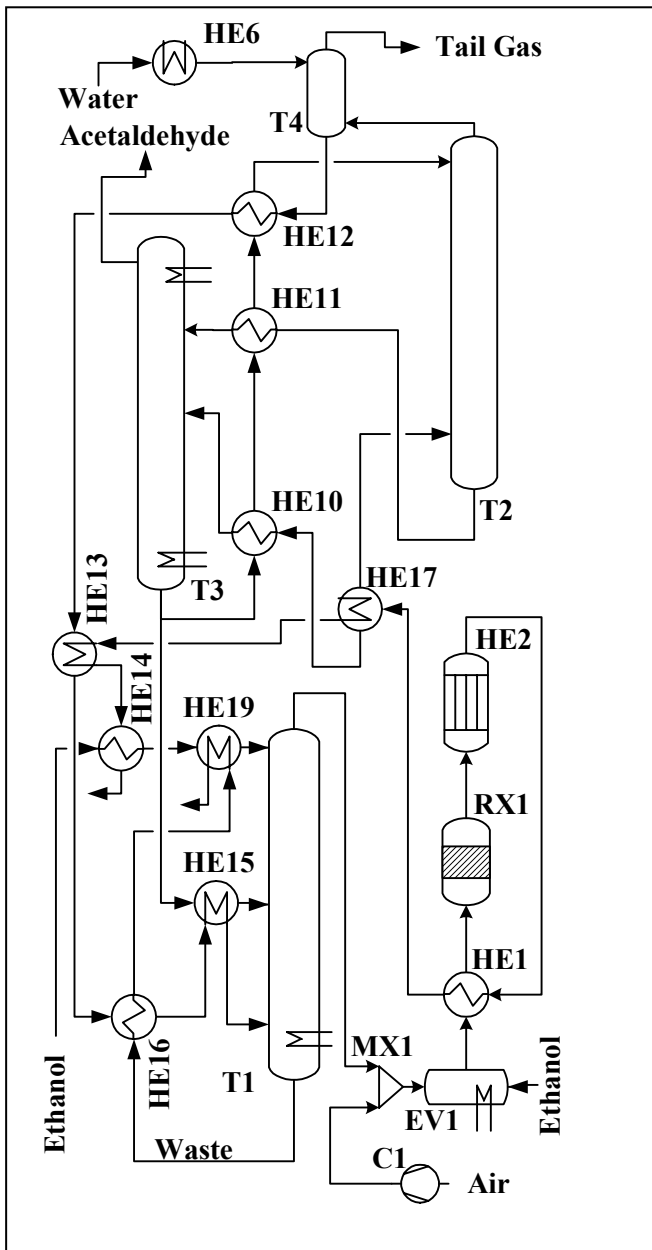 HE6
Tail Gas
Water
T4
Acetaldehyde
HE12
HE11
HE10
T2
HE17
T3
HE13
HE2
HE14
HE19
RX1
HE15
HE1
MX1
HE16
T1
EV1
Ethanol
Ethanol
Waste
C1
Air